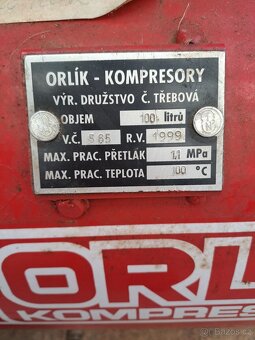 ORLÍK - KOMPRESORY
VÝR. DRUŽSTVO Č. TŘEBOVÁ
OBJEM 100 litrů
V.Č. 565 R.V. 1999
MAX. PRAC. PŘETLAK 1,1 MPa
MAX. PRAC. TEPLOTA 100 °C
ORL
KOMPRES